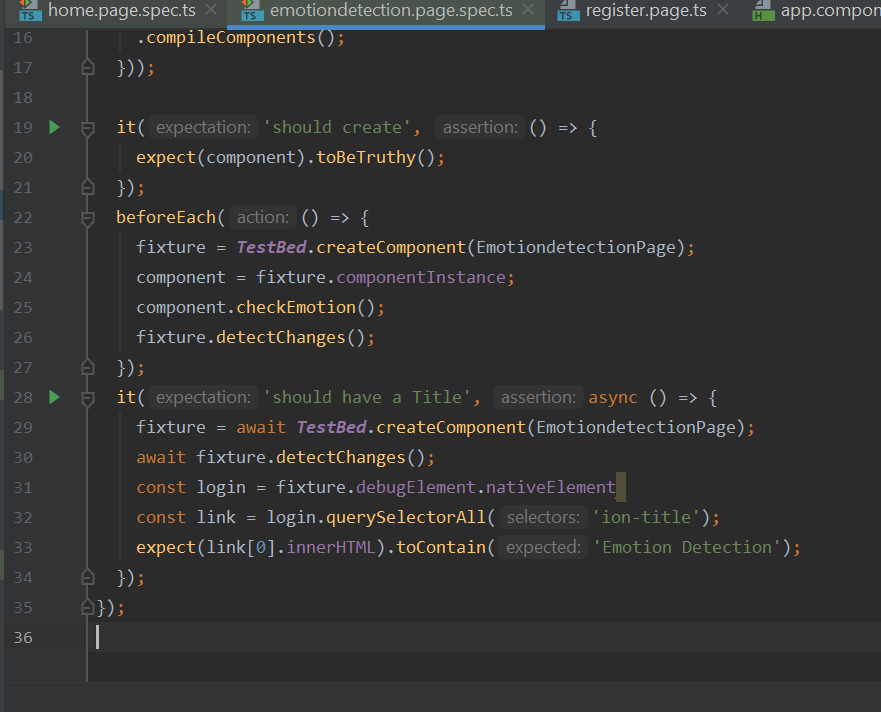 home.page.spec.ts emotiondetection.page.spec.ts register.page.ts app.compon
16 .compileComponents();
17 }));
18
19 it( expectation: 'should create', assertion: () => {
20 expect(component).toBeTruthy();
21 });
22 beforeEach( action: () => {
23 fixture = TestBed.createComponent(EmotiondetectionPage);
24 component = fixture.componentInstance;
25 component.checkEmotion();
26 fixture.detectChanges();
27 });
28 it( expectation: 'should have a Title', assertion: async () => {
29 fixture = await TestBed.createComponent(EmotiondetectionPage);
30 await fixture.detectChanges();
31 const login = fixture.debugElement.nativeElement
32 const link = login.querySelectorAll( selectors: 'ion-title');
33 expect(link[0].innerHTML).toContain( expected: 'Emotion Detection');
34 });
35 });
36